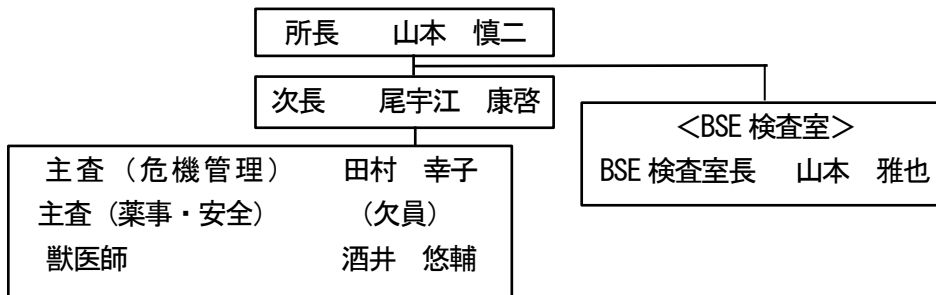 所長　山本　慎二
次長　尾宇江　康啓
＜BSE 検査室＞
BSE 検査室長　山本　雅也
主査（危機管理）　田村　幸子
主査（薬事・安全）　（欠員）
獣医師　酒井　悠輔